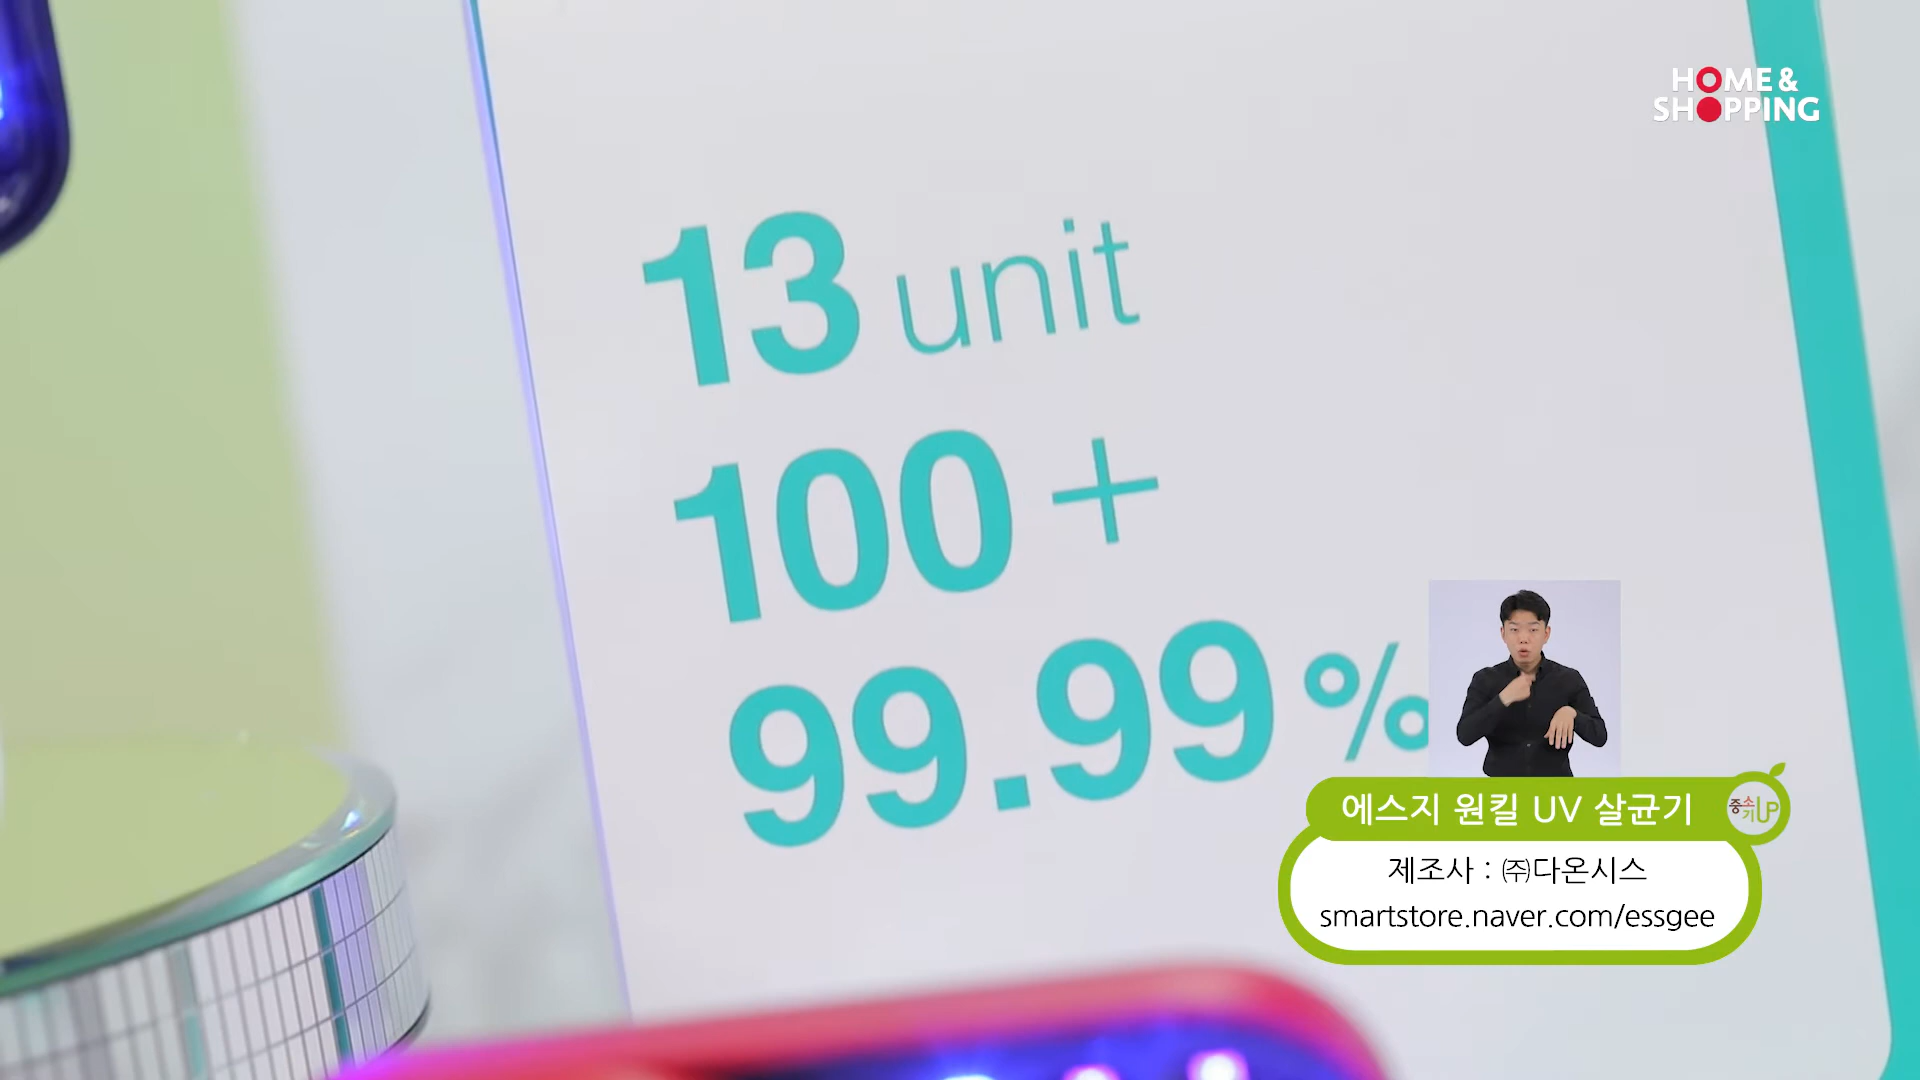 HOME&
SHOPPING
13 unit
100 +
99.99 %
에스지 원킬 UV 살균기
중소기UP
제조사 : ㈜다온시스
smartstore.naver.com/essgee